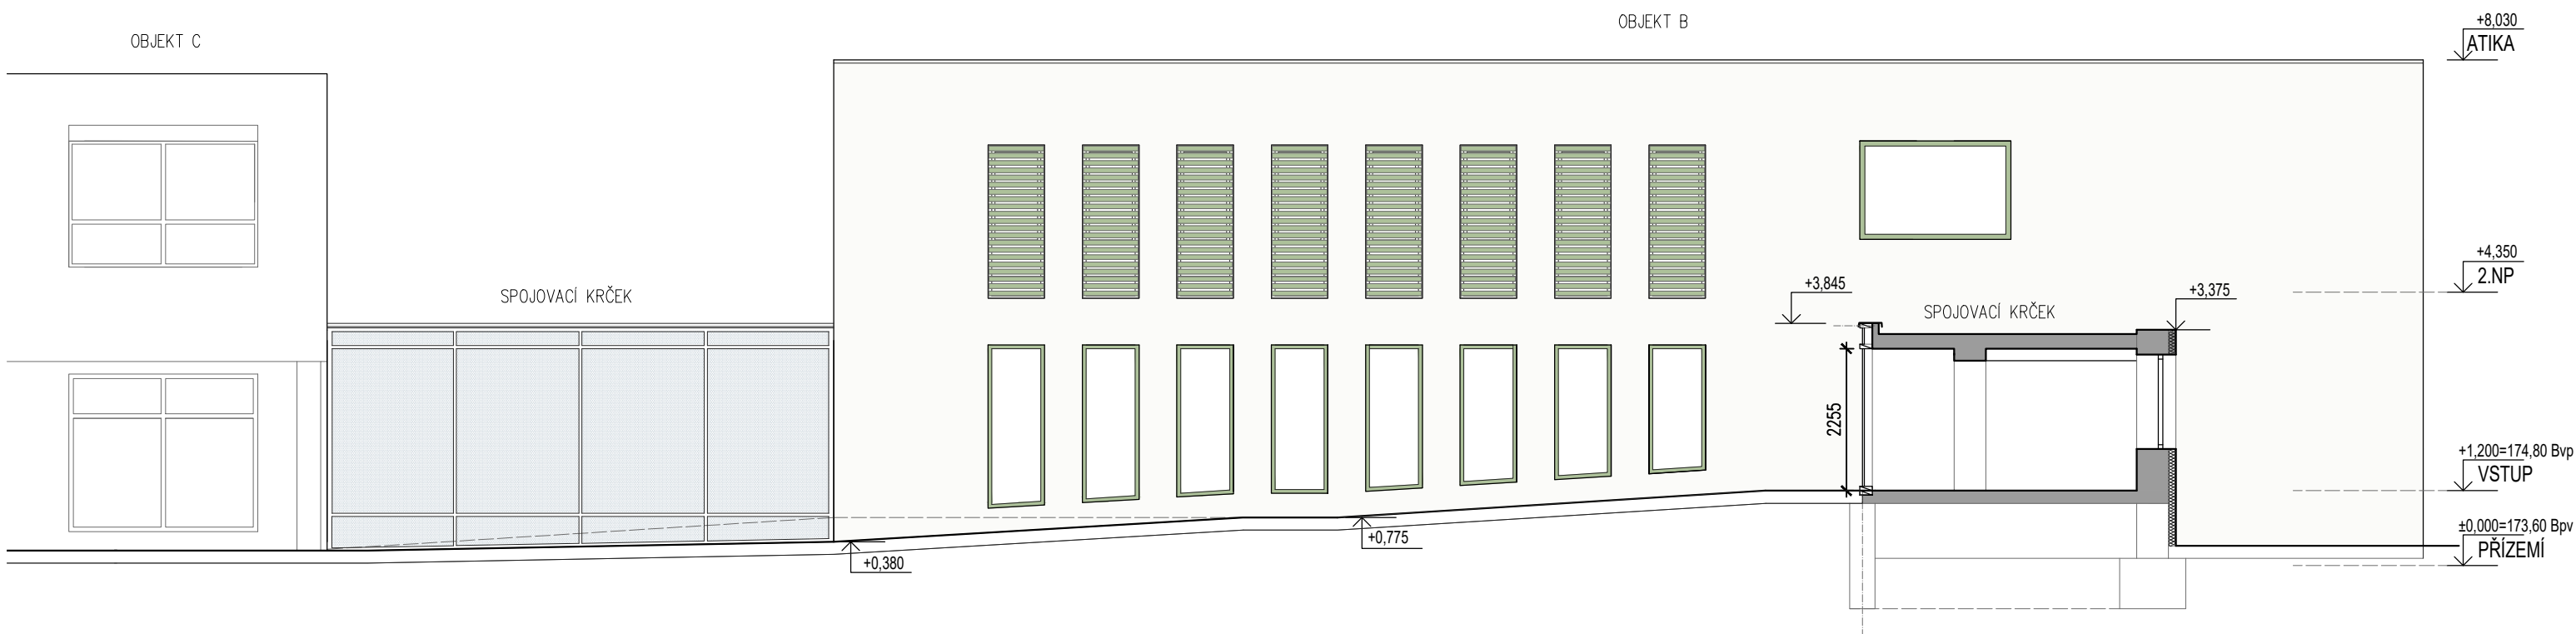 OBJEKT C
OBJEKT B
+8,030
ATIKA
+4,350
2.NP
SPOJOVACÍ KRČEK
+3,845
+3,375
SPOJOVACÍ KRČEK
2255
+1,200=174,80 Bvp
VSTUP
+0,775
+0,380
±0,000=173,60 Bpv
PŘÍZEMÍ